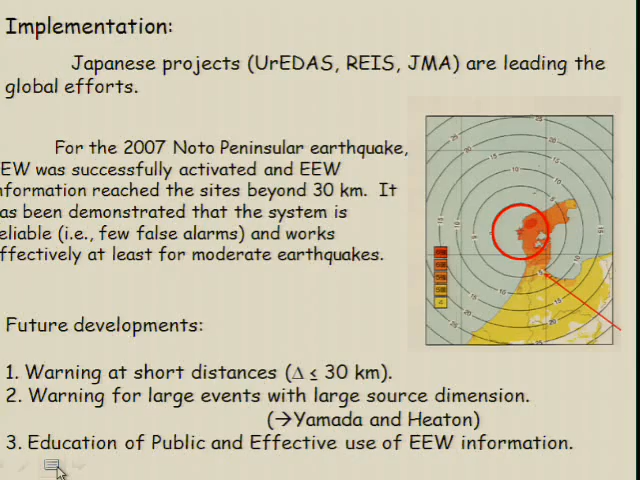 Implementation:
Japanese projects (UrEDAS, REIS, JMA) are leading the
global efforts.
For the 2007 Noto Peninsular earthquake,
EW was successfully activated and EEW
nformation reached the sites beyond 30 km. It
as been demonstrated that the system is
eliable (i.e., few false alarms) and works
ffectively at least for moderate earthquakes.
Future developments:
1. Warning at short distances (Δ ≤ 30 km).
2. Warning for large events with large source dimension.
(→Yamada and Heaton)
3. Education of Public and Effective use of EEW information.